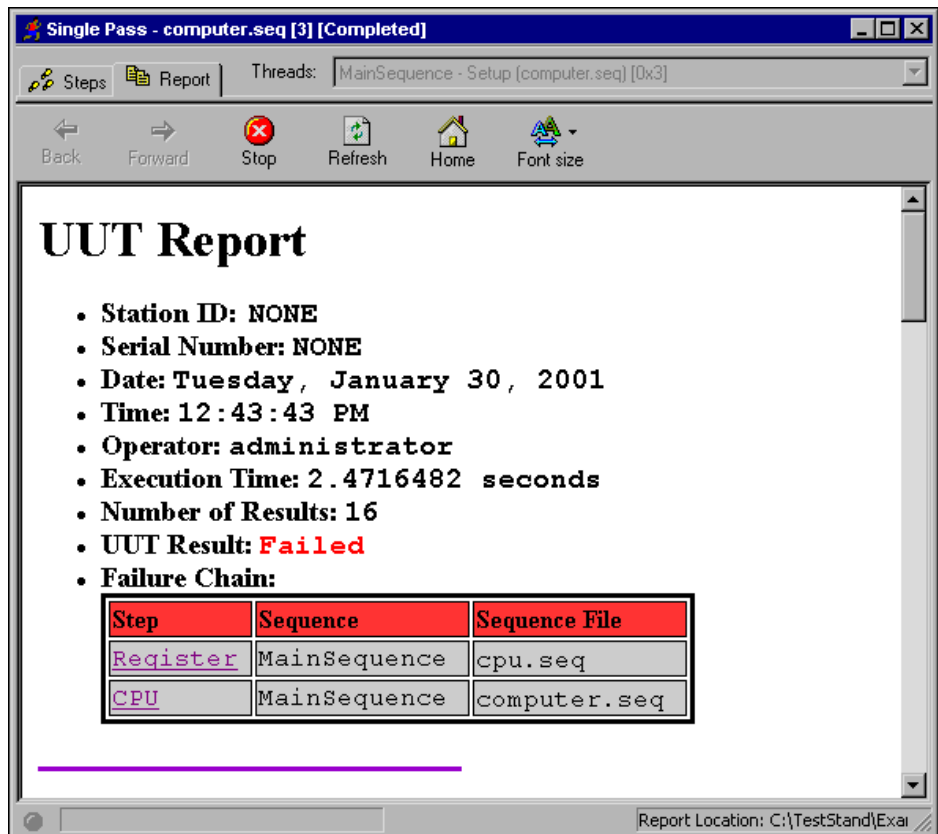 Single Pass - computer.seq [3] [Completed]
Steps Report Threads: MainSequence - Setup (computer.seq) [0x3]
Back Forward Stop Refresh Home Font size
UUT Report
• Station ID: NONE
• Serial Number: NONE
• Date: Tuesday, January 30, 2001
• Time: 12:43:43 PM
• Operator: administrator
• Execution Time: 2.4716482 seconds
• Number of Results: 16
• UUT Result: Failed
• Failure Chain:
Step Sequence Sequence File
Register MainSequence cpu.seq
CPU MainSequence computer.seq
Report Location: C:\TestStand\Exa